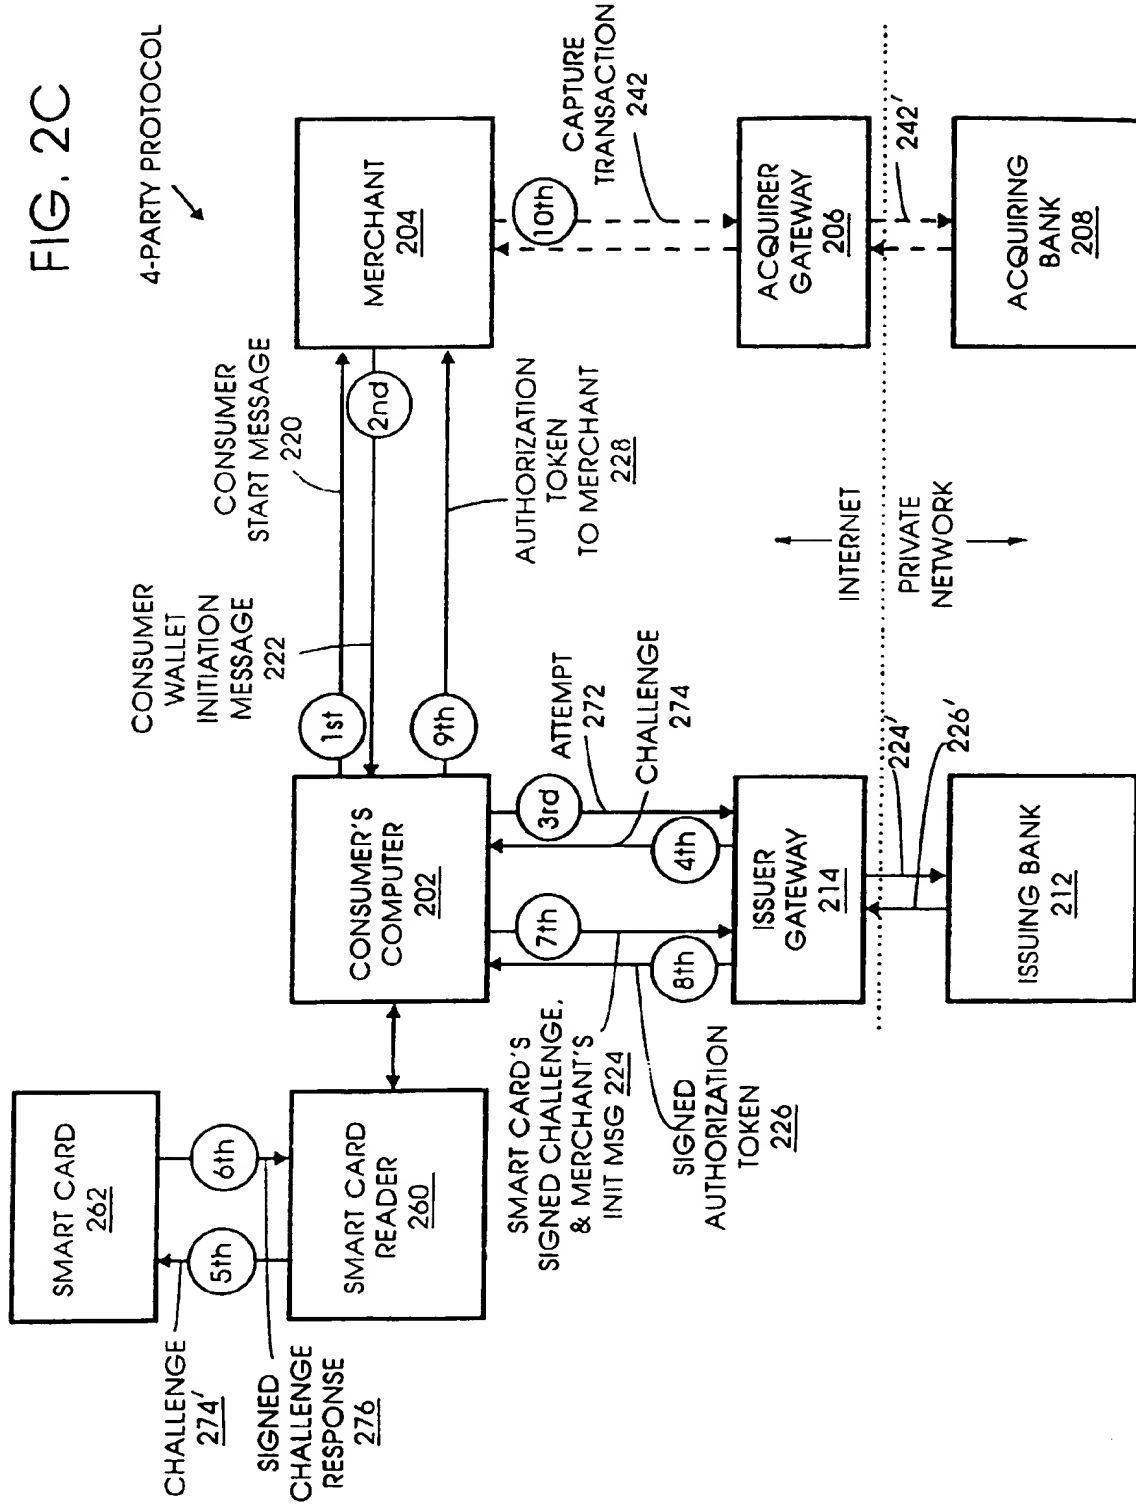 FIG. 2C
4-PARTY PROTOCOL
SMART CARD
262
CHALLENGE
274'
5th
6th
SIGNED
CHALLENGE
RESPONSE
276
SMART CARD
READER
260
CONSUMER
WALLET
INITIATION
MESSAGE
222
CONSUMER
START MESSAGE
220
1st
2nd
9th
CONSUMER'S
COMPUTER
202
MERCHANT
204
AUTHORIZATION
TOKEN
TO MERCHANT
228
10th
CAPTURE
TRANSACTION
242
SMART CARD'S
SIGNED CHALLENGE,
& MERCHANT'S
INIT MSG 224
7th
8th
3rd
4th
ATTEMPT
272
CHALLENGE
274
SIGNED
AUTHORIZATION
TOKEN
226
ISSUER
GATEWAY
214
ACQUIRER
GATEWAY
206
INTERNET
PRIVATE
NETWORK
224'
226'
242'
ISSUING BANK
212
ACQUIRING
BANK
208